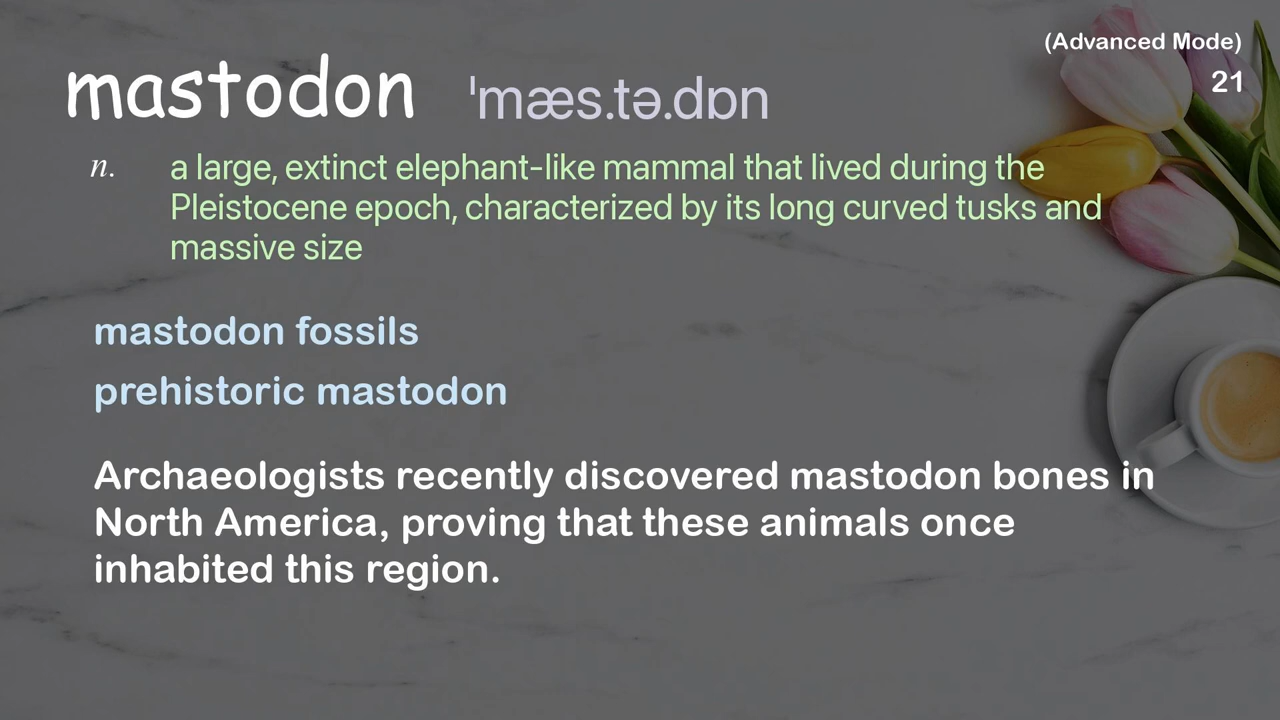 (Advanced Mode)
21
mastodon ˈmæs.tə.dɒn
n. a large, extinct elephant-like mammal that lived during the
Pleistocene epoch, characterized by its long curved tusks and
massive size
mastodon fossils
prehistoric mastodon
Archaeologists recently discovered mastodon bones in
North America, proving that these animals once
inhabited this region.